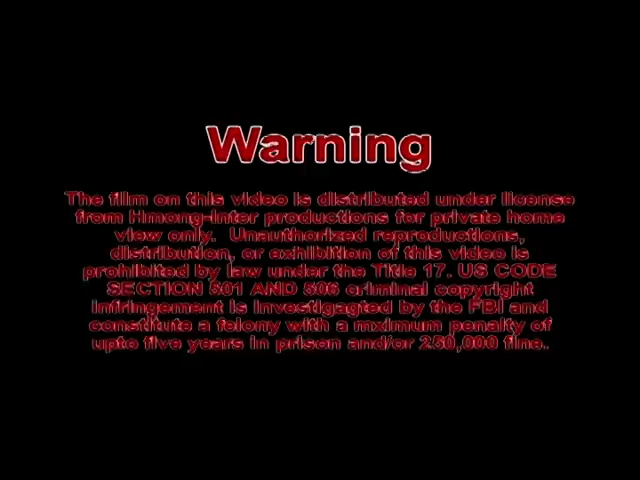 Warning
The film on this video is distributed under license
from Hmong-Inter productions for private home
view only. Unauthorized reproductions,
distribution, or exhibition of this video is
prohibited by law under the Title 17. US CODE
SECTION 501 AND 506 criminal copyright
infringement is investigagted by the FBI and
constitute a felony with a mximum penalty of
upto five years in prison and/or 250,000 fine..